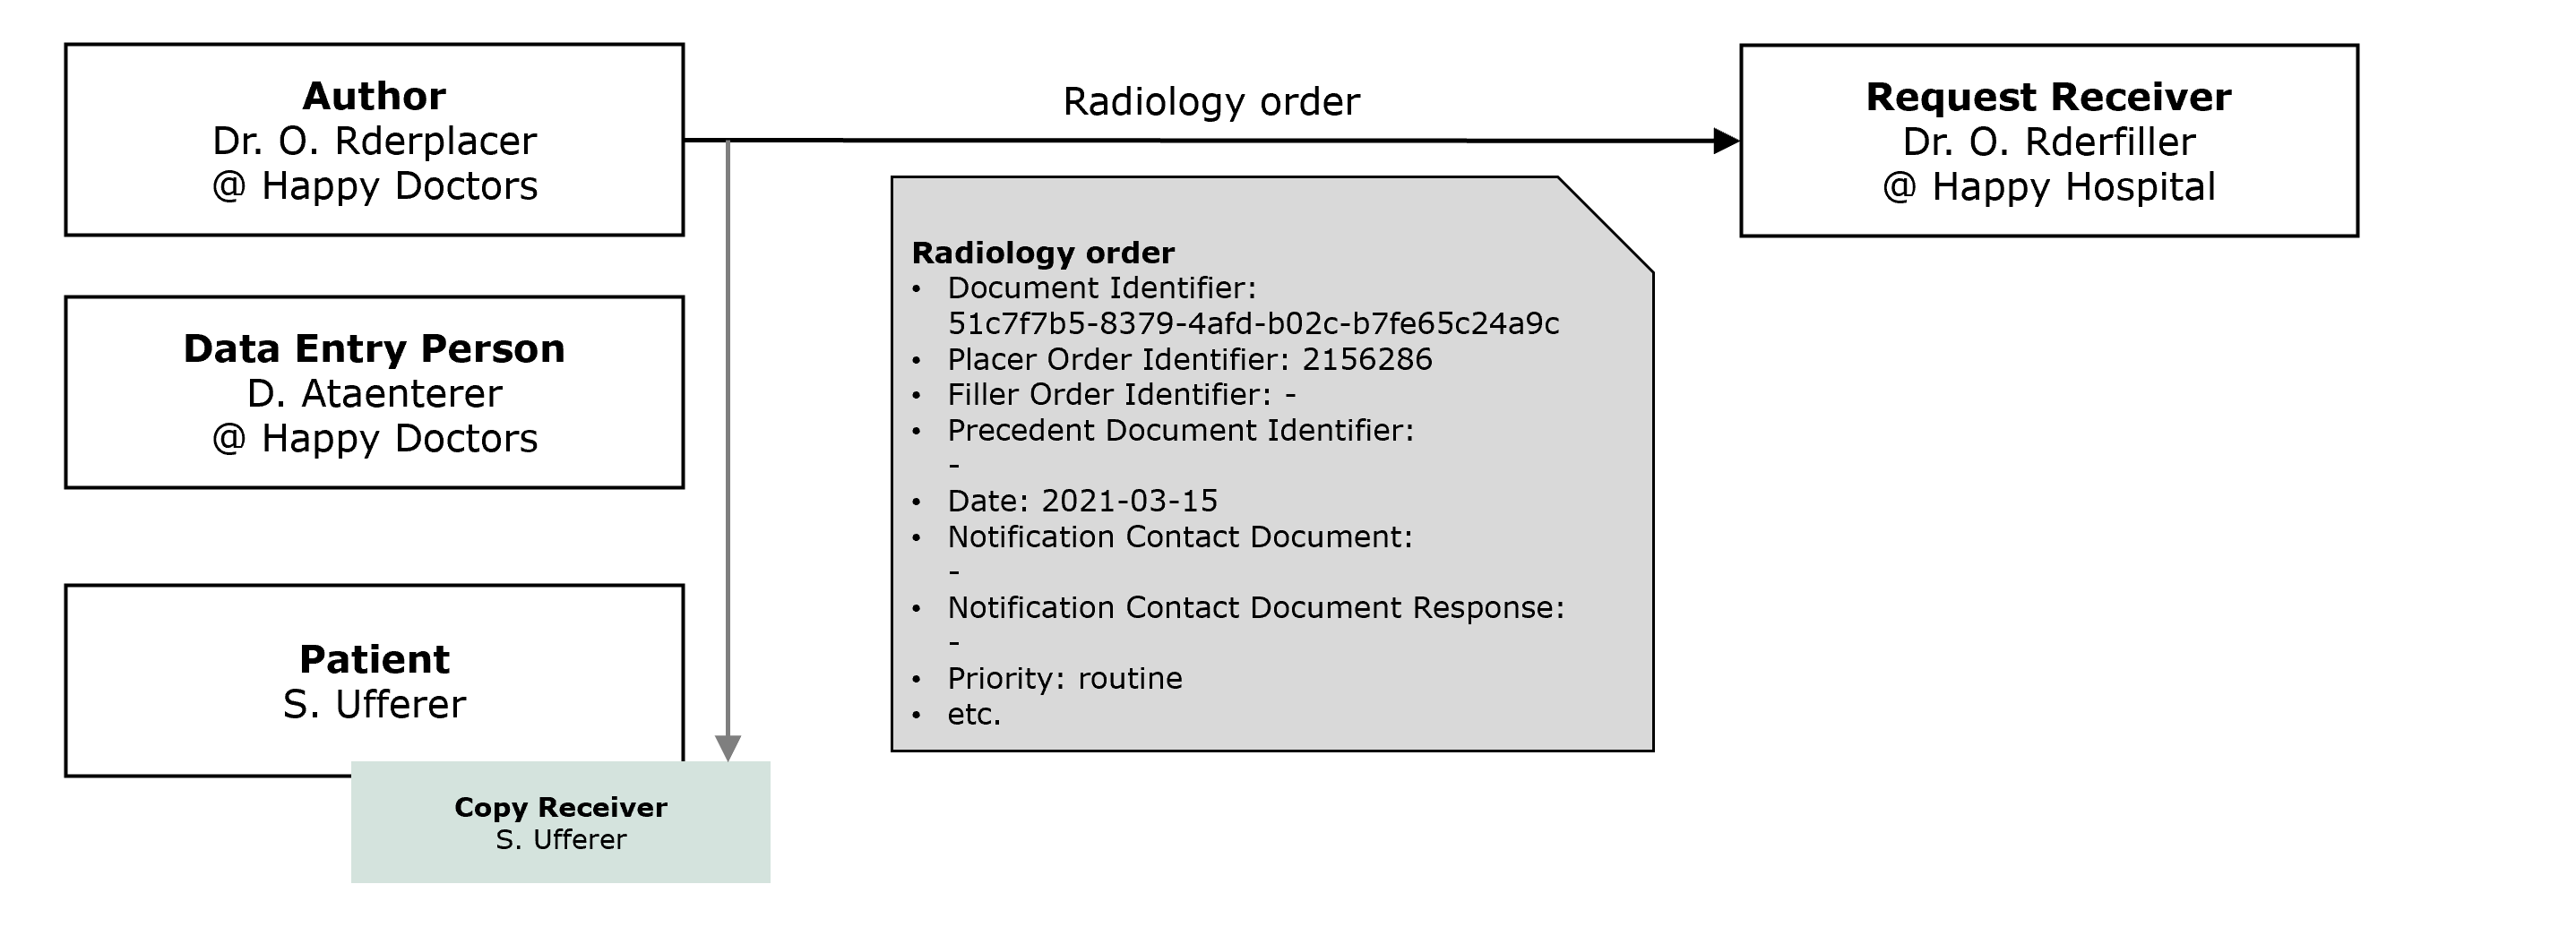 Author
Dr. O. Rderplacer
@ Happy Doctors
Radiology order
Request Receiver
Dr. O. Rderfiller
@ Happy Hospital
Data Entry Person
D. Ataenterer
@ Happy Doctors
Patient
S. Ufferer
Copy Receiver
S. Ufferer
Radiology order
• Document Identifier:
51c7f7b5-8379-4afd-b02c-b7fe65c24a9c
• Placer Order Identifier: 2156286
• Filler Order Identifier: -
• Precedent Document Identifier:
-
• Date: 2021-03-15
• Notification Contact Document:
-
• Notification Contact Document Response:
-
• Priority: routine
• etc.